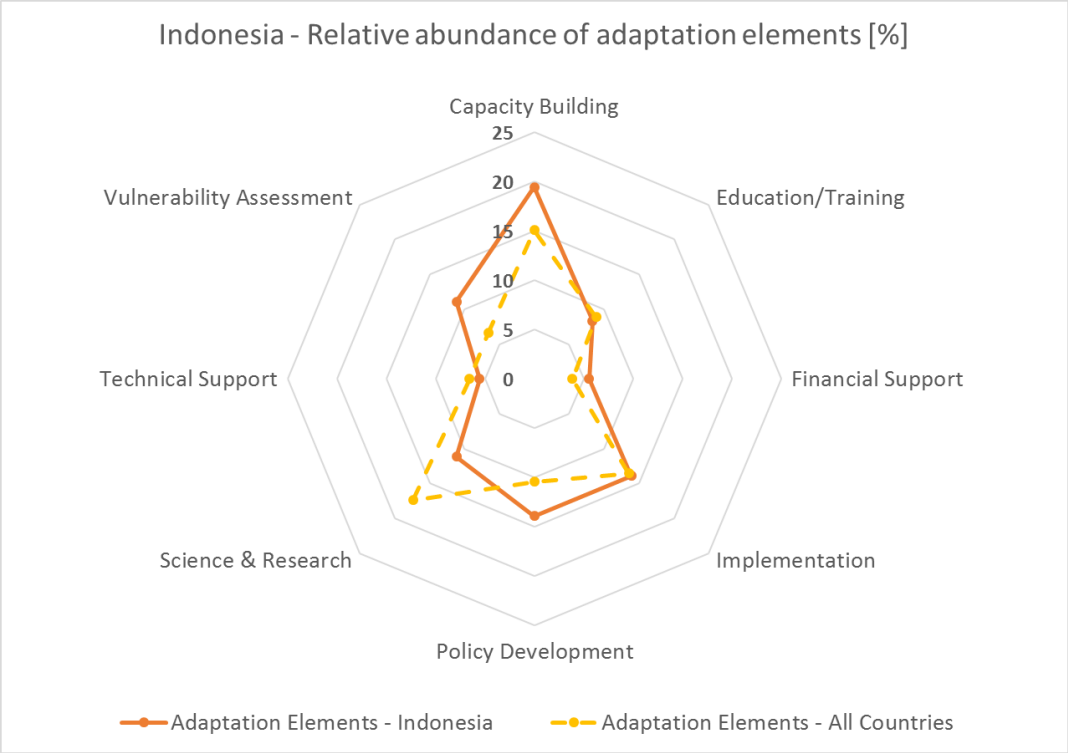 Indonesia - Relative abundance of adaptation elements [%]
Capacity Building
25
20
15
10
5
0
Vulnerability Assessment
Education/Training
Technical Support
Financial Support
Science & Research
Implementation
Policy Development
Adaptation Elements - Indonesia
Adaptation Elements - All Countries